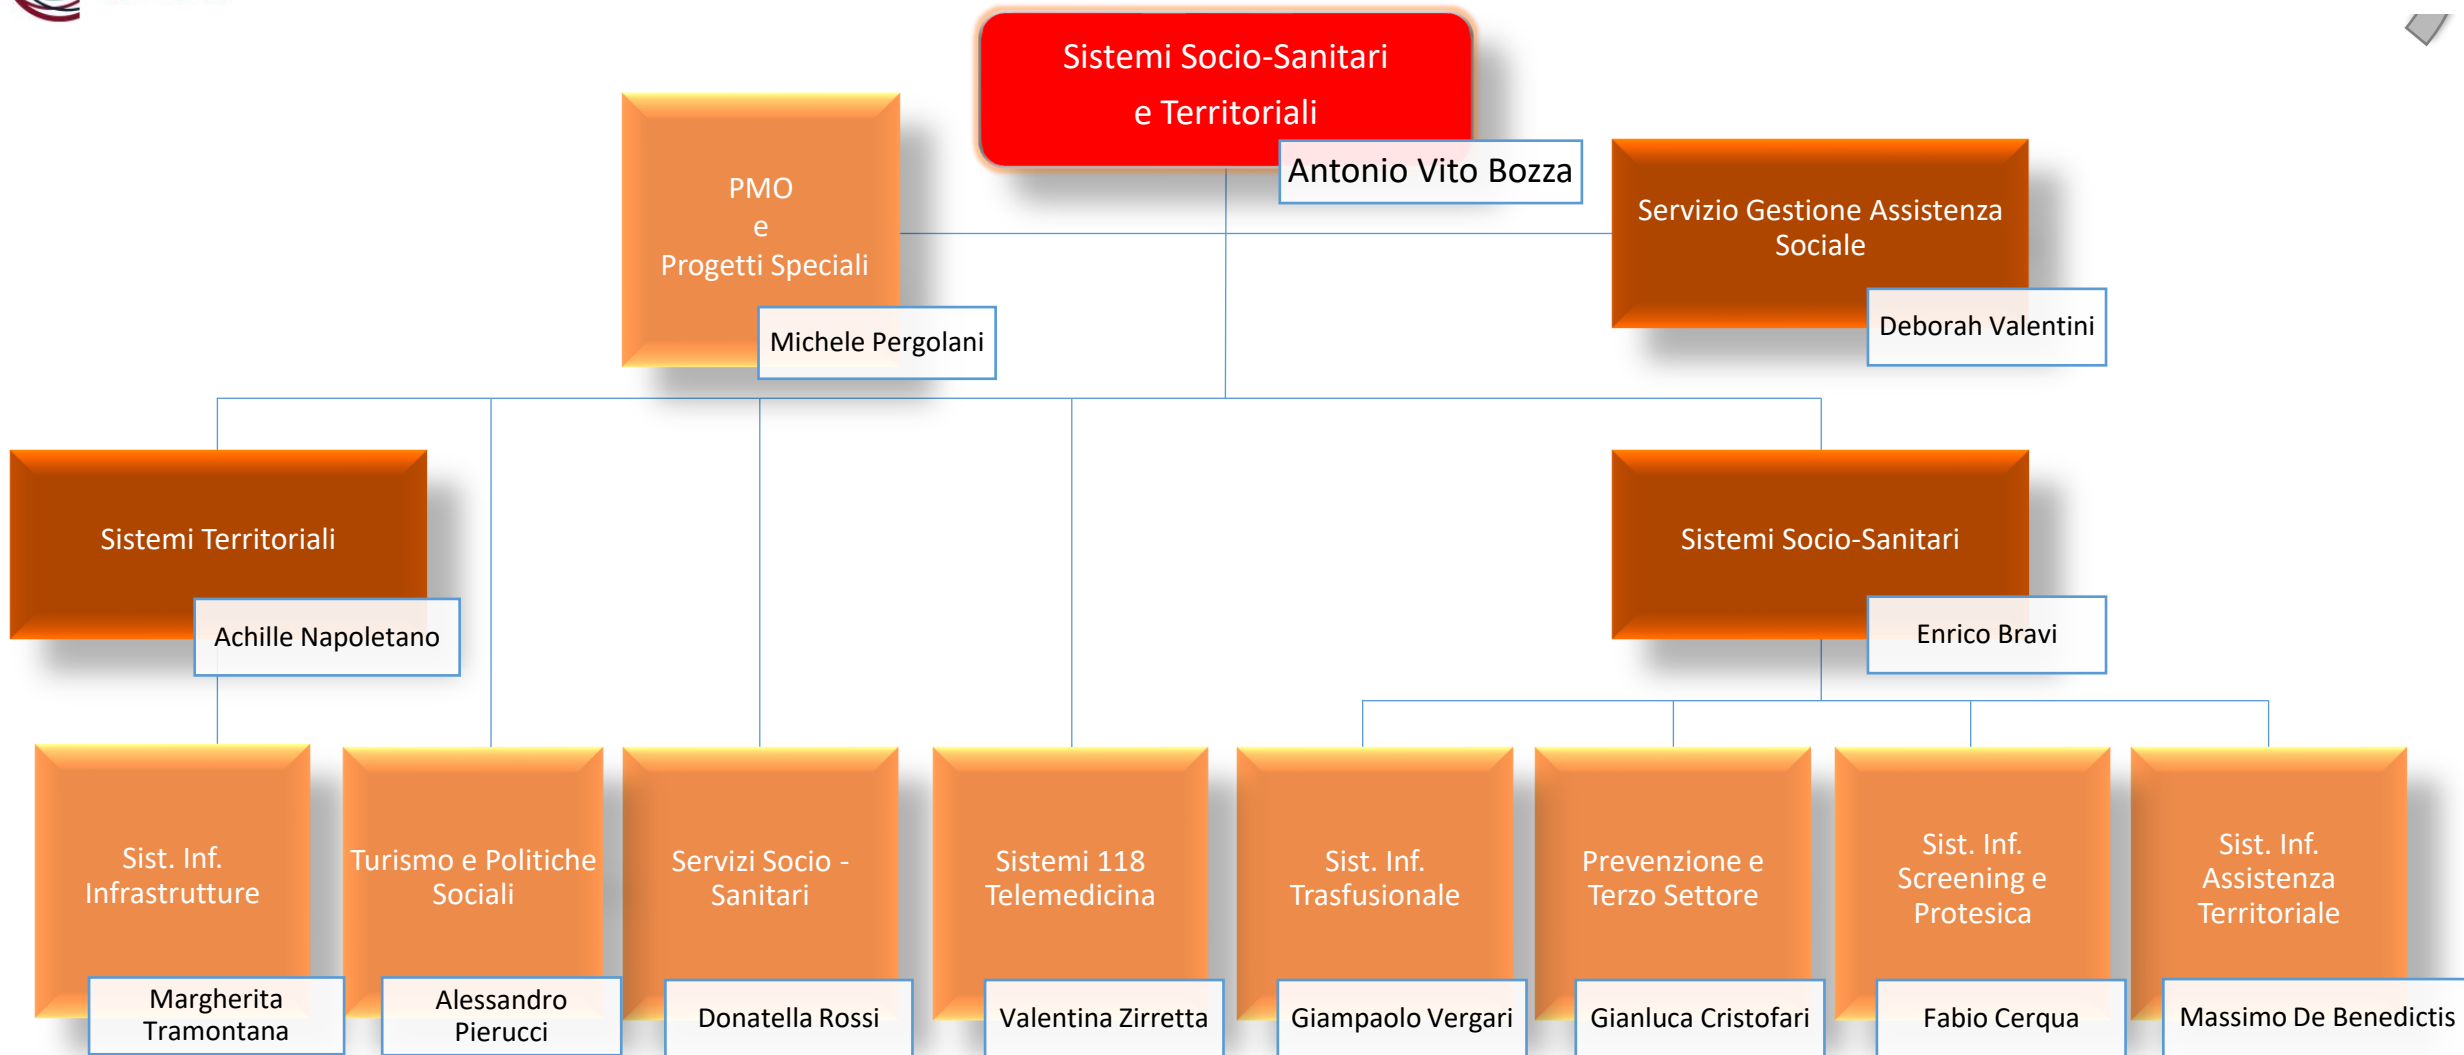 Sistemi Socio-Sanitari
e Territoriali
Antonio Vito Bozza
PMO
e
Progetti Speciali
Michele Pergolani
Servizio Gestione Assistenza
Sociale
Deborah Valentini
Sistemi Territoriali
Achille Napoletano
Sistemi Socio-Sanitari
Enrico Bravi
Sist. Inf.
Infrastrutture
Margherita
Tramontana
Turismo e Politiche
Sociali
Alessandro
Pierucci
Servizi Socio -
Sanitari
Donatella Rossi
Sistemi 118
Telemedicina
Valentina Zirretta
Sist. Inf.
Trasfusionale
Giampaolo Vergari
Prevenzione e
Terzo Settore
Gianluca Cristofari
Sist. Inf.
Screening e
Protesica
Fabio Cerqua
Sist. Inf.
Assistenza
Territoriale
Massimo De Benedictis